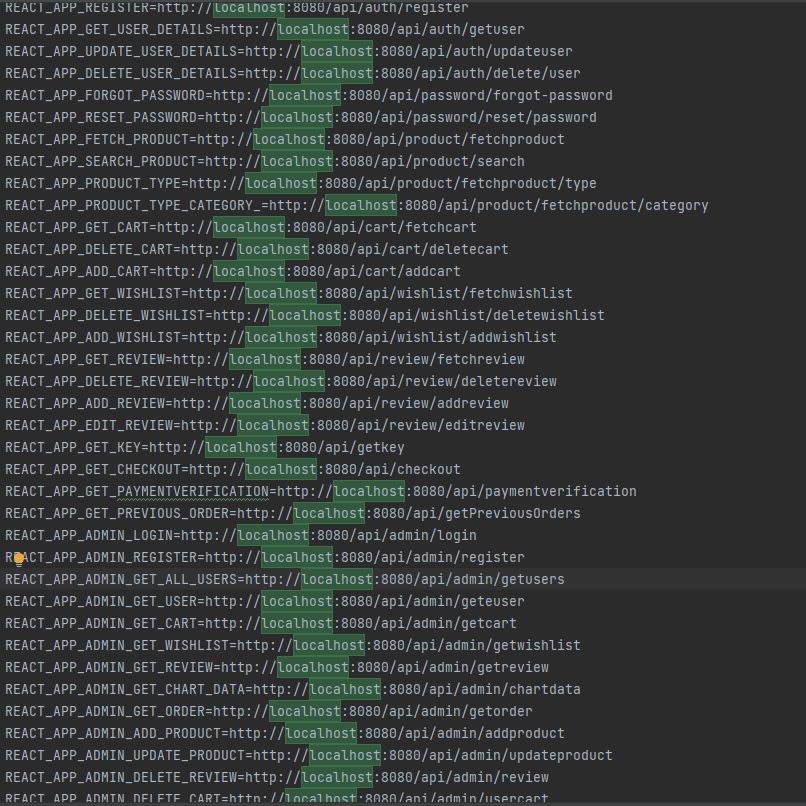 REACT_APP_REGISTER=http://localhost:8080/api/auth/register
REACT_APP_GET_USER_DETAILS=http://localhost:8080/api/auth/getuser
REACT_APP_UPDATE_USER_DETAILS=http://localhost:8080/api/auth/updateuser
REACT_APP_DELETE_USER_DETAILS=http://localhost:8080/api/auth/delete/user
REACT_APP_FORGOT_PASSWORD=http://localhost:8080/api/password/forgot-password
REACT_APP_RESET_PASSWORD=http://localhost:8080/api/password/reset/password
REACT_APP_FETCH_PRODUCT=http://localhost:8080/api/product/fetchproduct
REACT_APP_SEARCH_PRODUCT=http://localhost:8080/api/product/search
REACT_APP_PRODUCT_TYPE=http://localhost:8080/api/product/fetchproduct/type
REACT_APP_PRODUCT_TYPE_CATEGORY_=http://localhost:8080/api/product/fetchproduct/category
REACT_APP_GET_CART=http://localhost:8080/api/cart/fetchcart
REACT_APP_DELETE_CART=http://localhost:8080/api/cart/deletecart
REACT_APP_ADD_CART=http://localhost:8080/api/cart/addcart
REACT_APP_GET_WISHLIST=http://localhost:8080/api/wishlist/fetchwishlist
REACT_APP_DELETE_WISHLIST=http://localhost:8080/api/wishlist/deletewishlist
REACT_APP_ADD_WISHLIST=http://localhost:8080/api/wishlist/addwishlist
REACT_APP_GET_REVIEW=http://localhost:8080/api/review/fetchreview
REACT_APP_DELETE_REVIEW=http://localhost:8080/api/review/deletereview
REACT_APP_ADD_REVIEW=http://localhost:8080/api/review/addreview
REACT_APP_EDIT_REVIEW=http://localhost:8080/api/review/editreview
REACT_APP_GET_KEY=http://localhost:8080/api/getkey
REACT_APP_GET_CHECKOUT=http://localhost:8080/api/checkout
REACT_APP_GET_PAYMENTVERIFICATION=http://localhost:8080/api/paymentverification
REACT_APP_GET_PREVIOUS_ORDER=http://localhost:8080/api/getPreviousOrders
REACT_APP_ADMIN_LOGIN=http://localhost:8080/api/admin/login
REACT_APP_ADMIN_REGISTER=http://localhost:8080/api/admin/register
REACT_APP_ADMIN_GET_ALL_USERS=http://localhost:8080/api/admin/getusers
REACT_APP_ADMIN_GET_USER=http://localhost:8080/api/admin/geteuser
REACT_APP_ADMIN_GET_CART=http://localhost:8080/api/admin/getcart
REACT_APP_ADMIN_GET_WISHLIST=http://localhost:8080/api/admin/getwishlist
REACT_APP_ADMIN_GET_REVIEW=http://localhost:8080/api/admin/getreview
REACT_APP_ADMIN_GET_CHART_DATA=http://localhost:8080/api/admin/chartdata
REACT_APP_ADMIN_GET_ORDER=http://localhost:8080/api/admin/getorder
REACT_APP_ADMIN_ADD_PRODUCT=http://localhost:8080/api/admin/addproduct
REACT_APP_ADMIN_UPDATE_PRODUCT=http://localhost:8080/api/admin/updateproduct
REACT_APP_ADMIN_DELETE_REVIEW=http://localhost:8080/api/admin/review
REACT_APP_ADMIN_DELETE_CART=http://localhost:8080/api/admin/usercart